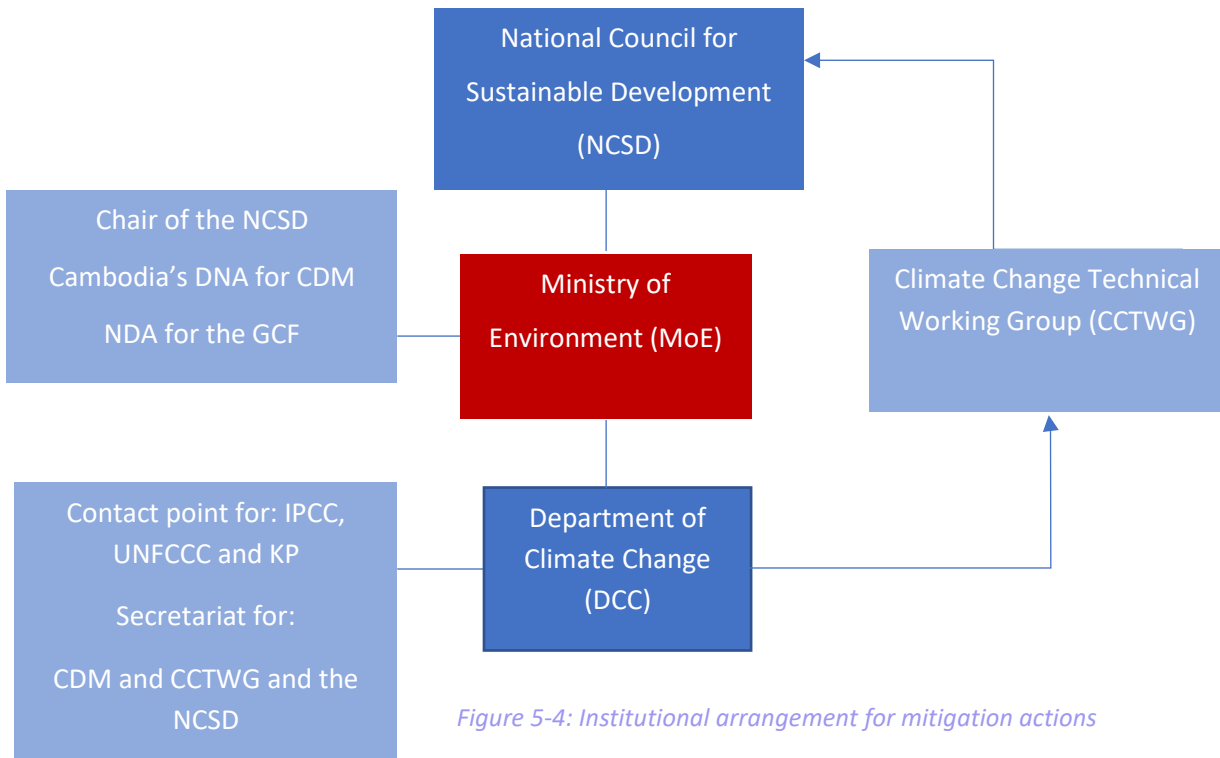 National Council for
Sustainable Development
(NCSD)
Chair of the NCSD
Cambodia’s DNA for CDM
NDA for the GCF
Ministry of
Environment (MoE)
Climate Change Technical
Working Group (CCTWG)
Contact point for: IPCC,
UNFCCC and KP
Secretariat for:
CDM and CCTWG and the
NCSD
Department of
Climate Change
(DCC)
Figure 5-4: Institutional arrangement for mitigation actions